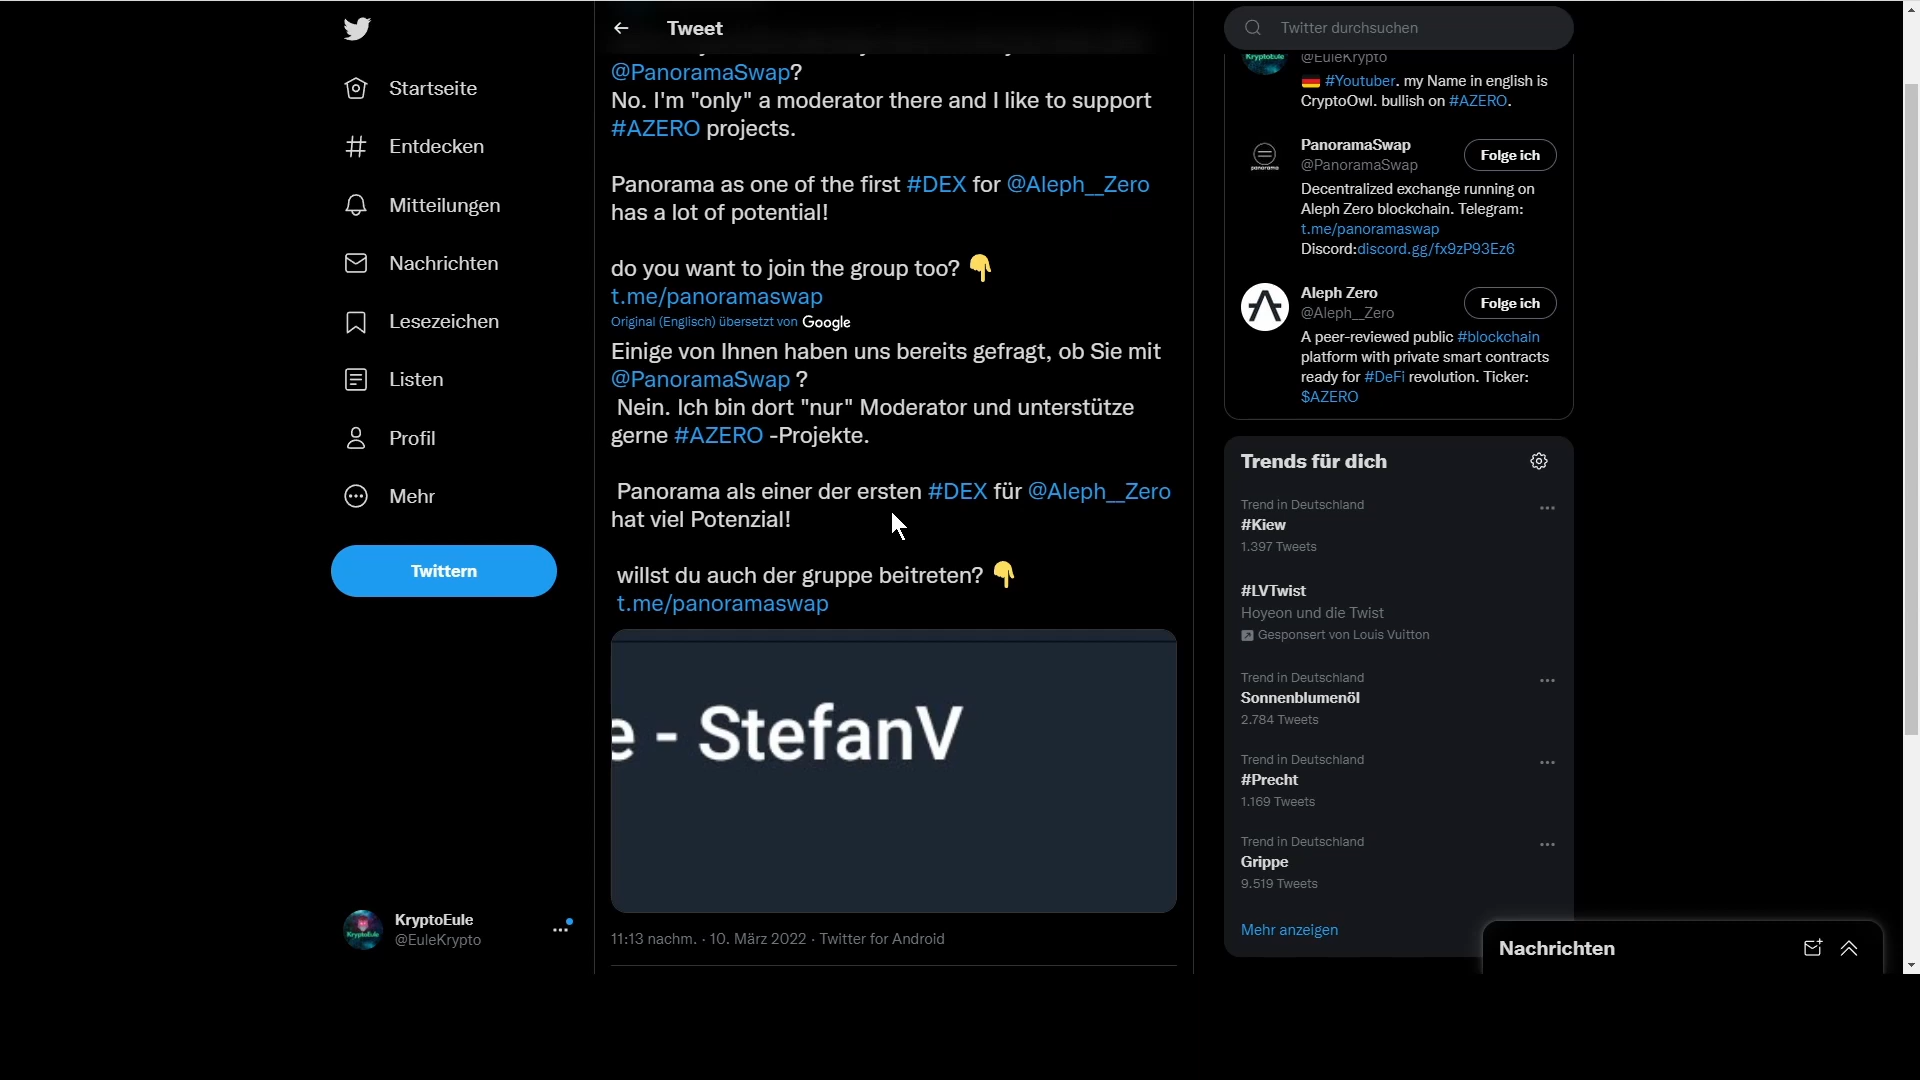 Startseite
Entdecken
Mitteilungen
Nachrichten
Lesezeichen
Listen
Profil
Mehr
Twittern
KryptoEule
@EuleKrypto
Tweet
@PanoramaSwap?
No. I'm "only" a moderator there and I like to support
#AZERO projects.
Panorama as one of the first #DEX for @Aleph__Zero
has a lot of potential!
do you want to join the group too? 👇
t.me/panoramaswap
Original (Englisch) übersetzt von Google
Einige von Ihnen haben uns bereits gefragt, ob Sie mit
@PanoramaSwap ?
Nein. Ich bin dort "nur" Moderator und unterstütze
gerne #AZERO -Projekte.
Panorama als einer der ersten #DEX für @Aleph__Zero
hat viel Potenzial!
willst du auch der gruppe beitreten? 👇
t.me/panoramaswap
e - StefanV
11:13 nachm. · 10. März 2022 · Twitter for Android
Twitter durchsuchen
KryptoEule
@EuleKrypto
🇩🇪 #Youtuber. my Name in english is
CryptoOwl. bullish on #AZERO.
panorama
PanoramaSwap
@PanoramaSwap
Folge ich
Decentralized exchange running on
Aleph Zero blockchain. Telegram:
t.me/panoramaswap
Discord:discord.gg/fx9zP93Ez6
Aleph Zero
@Aleph__Zero
Folge ich
A peer-reviewed public #blockchain
platform with private smart contracts
ready for #DeFi revolution. Ticker:
$AZERO
Trends für dich
Trend in Deutschland
#Kiew
1.397 Tweets
#LVTwist
Hoyeon und die Twist
Gesponsert von Louis Vuitton
Trend in Deutschland
Sonnenblumenöl
2.784 Tweets
Trend in Deutschland
#Precht
1.169 Tweets
Trend in Deutschland
Grippe
9.519 Tweets
Mehr anzeigen
Nachrichten